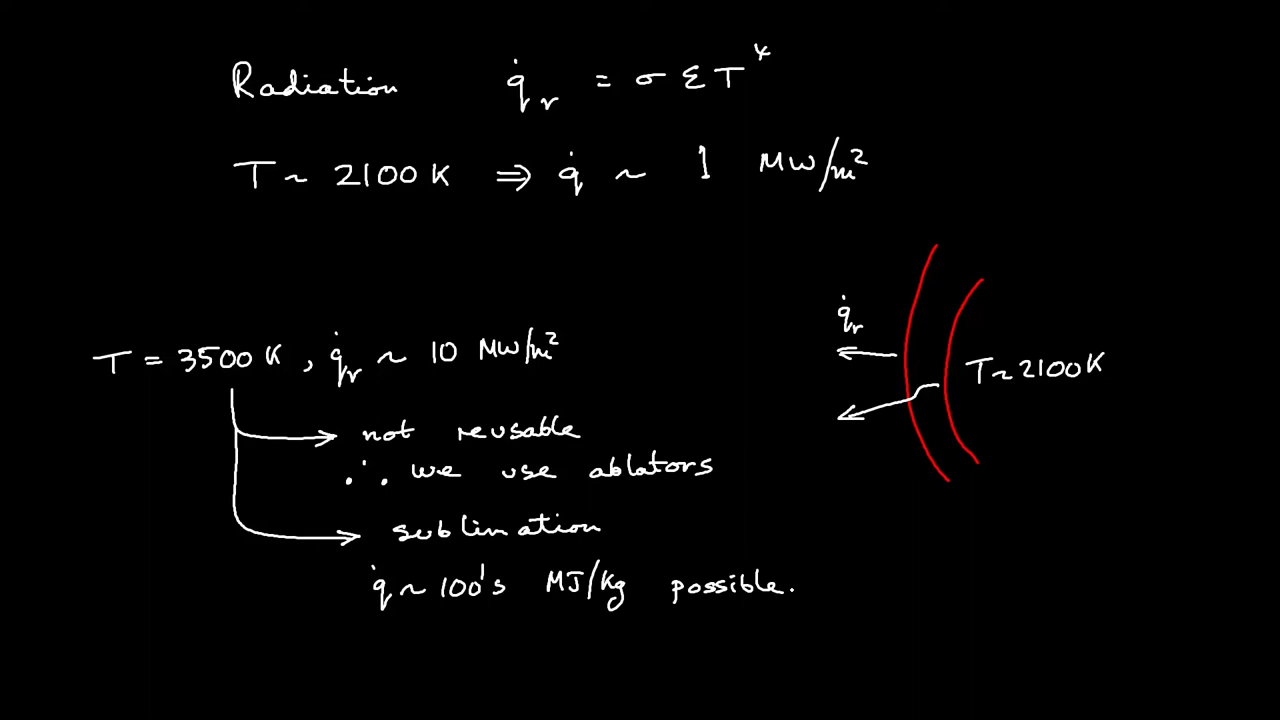 Radiation q̇ᵣ = σ ε T⁴
T ~ 2100 K ⇒ q̇ ~ 1 MW/m²
q̇ᵣ
T ~ 2100 K
T = 3500 K , q̇ᵣ ~ 10 MW/m²
not reusable
∴ we use ablators
sublimation
q̇ ~ 100's MJ/kg possible.